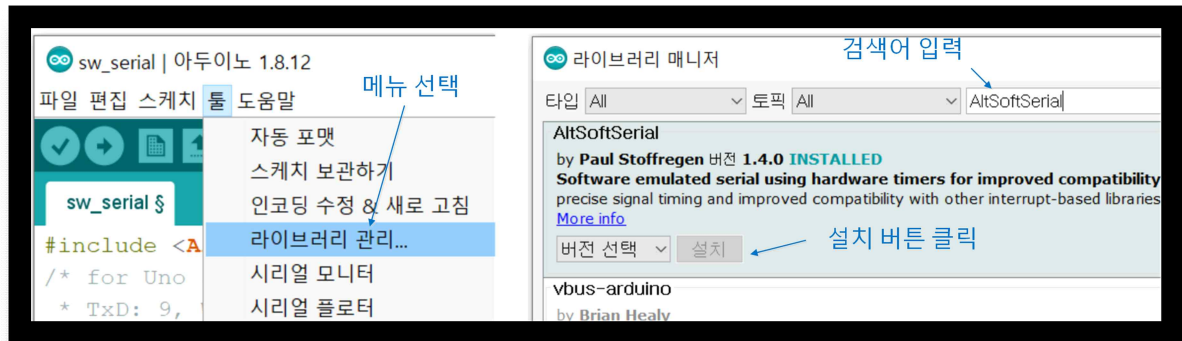 sw_serial | 아두이노 1.8.12
파일 편집 스케치 툴 도움말
메뉴 선택
자동 포맷
스케치 보관하기
인코딩 수정 & 새로 고침
라이브러리 관리...
시리얼 모니터
시리얼 플로터
sw_serial §
#include <A
/* for Uno
* TxD: 9,
라이브러리 매니저
검색어 입력
타입 All 토픽 All AltSoftSerial
AltSoftSerial
by Paul Stoffregen 버전 1.4.0 INSTALLED
Software emulated serial using hardware timers for improved compatibility
precise signal timing and improved compatibility with other interrupt-based libraries
More info
버전 선택 설치
설치 버튼 클릭
vbus-arduino
by Brian Healy